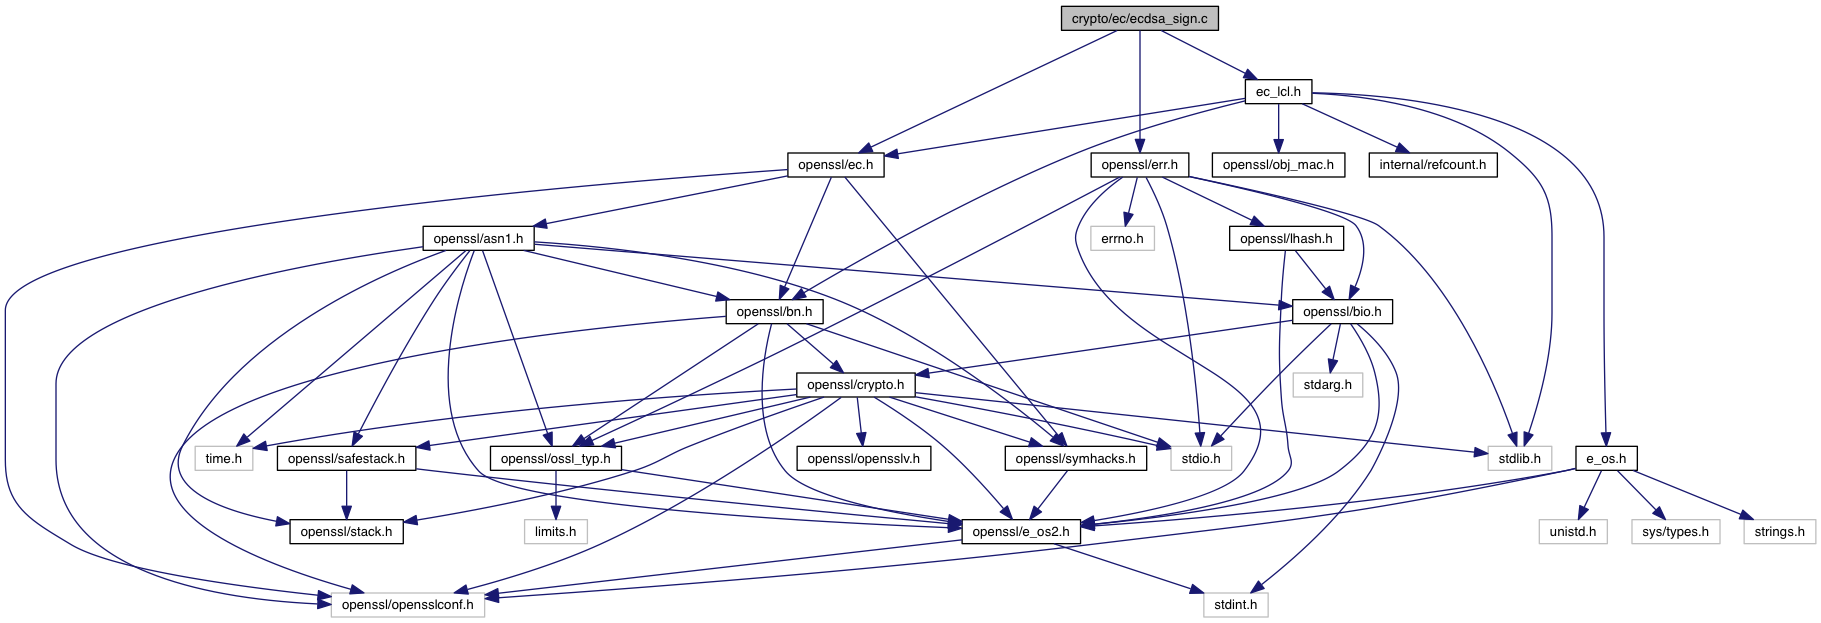 crypto/ec/ecdsa_sign.c
ec_lcl.h
openssl/ec.h
openssl/err.h
openssl/obj_mac.h
internal/refcount.h
openssl/asn1.h
errno.h
openssl/lhash.h
openssl/bn.h
openssl/bio.h
openssl/crypto.h
stdarg.h
time.h
openssl/safestack.h
openssl/ossl_typ.h
openssl/opensslv.h
openssl/symhacks.h
stdio.h
stdlib.h
e_os.h
openssl/stack.h
limits.h
openssl/e_os2.h
unistd.h
sys/types.h
strings.h
openssl/opensslconf.h
stdint.h